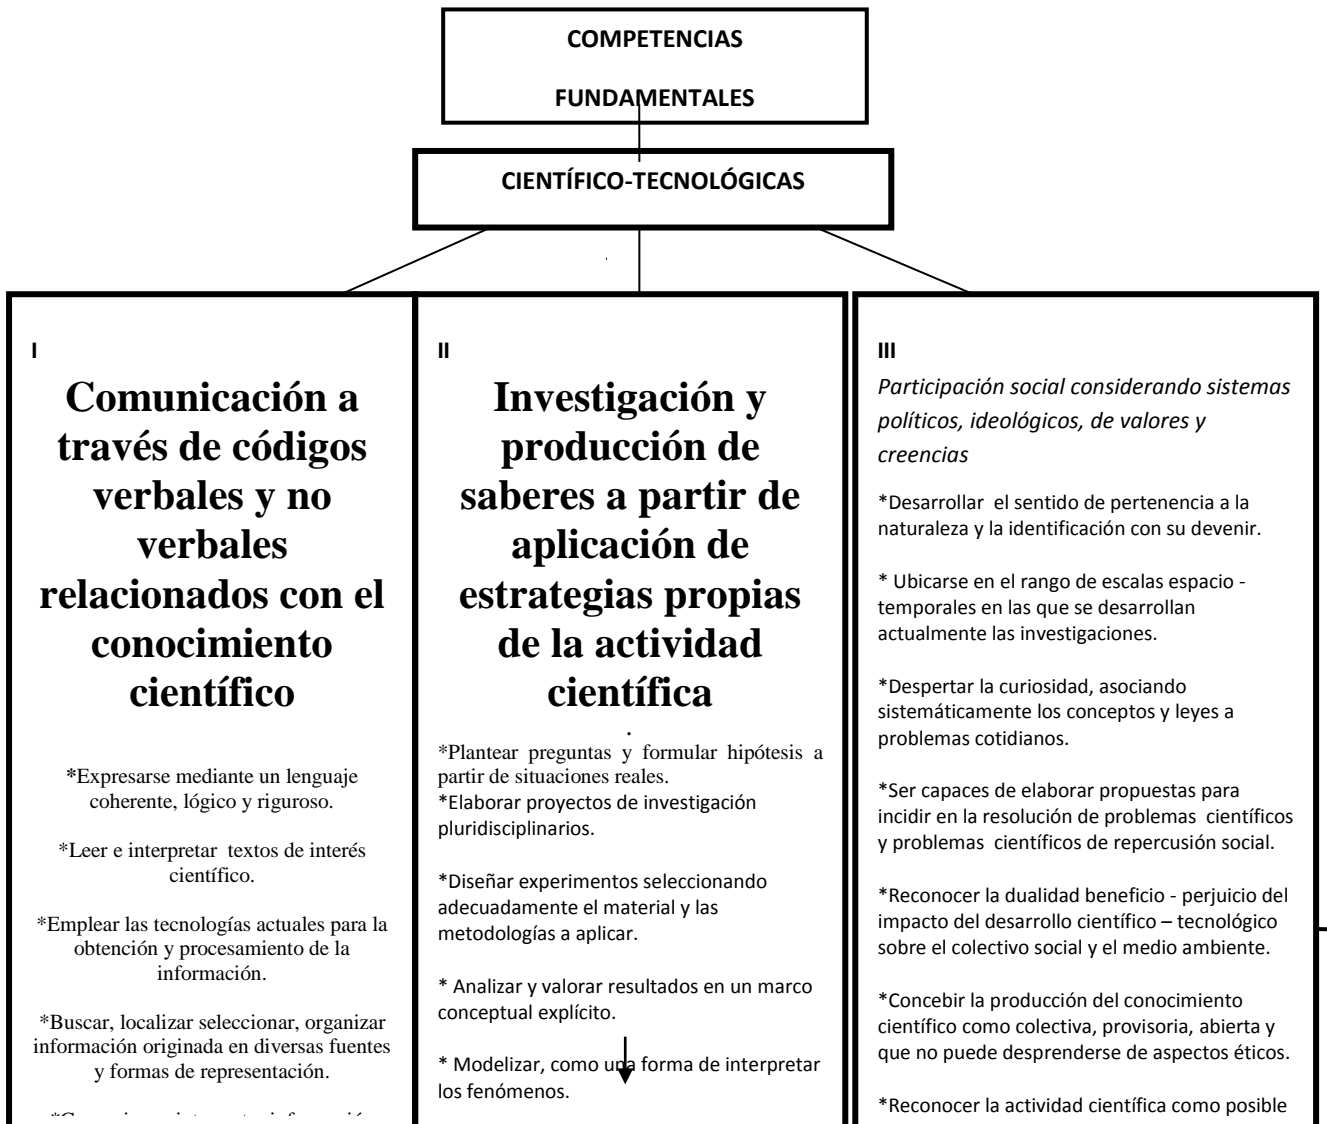 COMPETENCIAS
FUNDAMENTALES
CIENTÍFICO-TECNOLÓGICAS
I
Comunicación a
través de códigos
verbales y no
verbales
relacionados con el
conocimiento
científico
*Expresarse mediante un lenguaje
coherente, lógico y riguroso.
*Leer e interpretar textos de interés
científico.
*Emplear las tecnologías actuales para la
obtención y procesamiento de la
información.
*Buscar, localizar seleccionar, organizar
información originada en diversas fuentes
y formas de representación.
II
Investigación y
producción de
saberes a partir de
aplicación de
estrategias propias
de la actividad
científica
.
*Plantear preguntas y formular hipótesis a
partir de situaciones reales.
*Elaborar proyectos de investigación
pluridisciplinarios.
*Diseñar experimentos seleccionando
adecuadamente el material y las
metodologías a aplicar.
* Analizar y valorar resultados en un marco
conceptual explícito.
* Modelizar, como una forma de interpretar
los fenómenos.
III
Participación social considerando sistemas
políticos, ideológicos, de valores y
creencias
*Desarrollar el sentido de pertenencia a la
naturaleza y la identificación con su devenir.
* Ubicarse en el rango de escalas espacio -
temporales en las que se desarrollan
actualmente las investigaciones.
*Despertar la curiosidad, asociando
sistemáticamente los conceptos y leyes a
problemas cotidianos.
*Ser capaces de elaborar propuestas para
incidir en la resolución de problemas científicos
y problemas científicos de repercusión social.
*Reconocer la dualidad beneficio - perjuicio del
impacto del desarrollo científico – tecnológico
sobre el colectivo social y el medio ambiente.
*Concebir la producción del conocimiento
científico como colectiva, provisoria, abierta y
que no puede desprenderse de aspectos éticos.
*Reconocer la actividad científica como posible